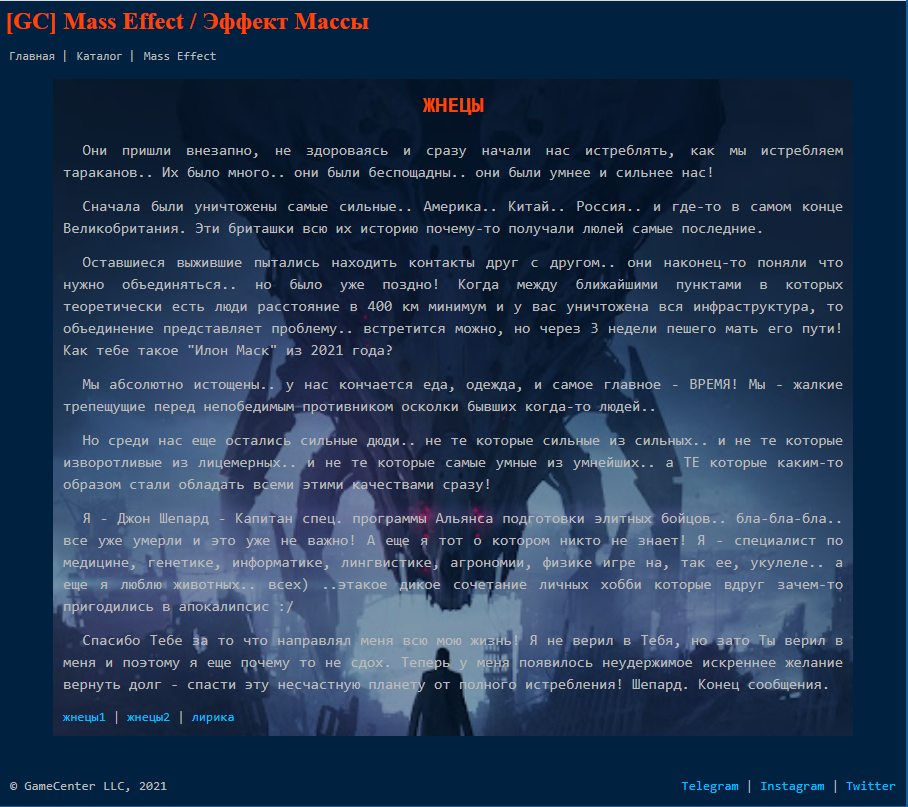 [GC] Mass Effect / Эффект Массы
Главная | Каталог | Mass Effect
ЖНЕЦЫ
Они пришли внезапно, не здороваясь и сразу начали нас истреблять, как мы истребляем
тараканов.. Их было много.. они были беспощадны.. они были умнее и сильнее нас!
Сначала были уничтожены самые сильные.. Америка.. Китай.. Россия.. и где-то в самом конце
Великобритания. Эти бриташки всю их историю почему-то получали люлей самые последние.
Оставшиеся выжившие пытались находить контакты друг с другом.. они наконец-то поняли что
нужно объединяться.. но было уже поздно! Когда между ближайшими пунктами в которых
теоретически есть люди расстояние в 400 км минимум и у вас уничтожена вся инфраструктура, то
объединение представляет проблему.. встретится можно, но через 3 недели пешего мать его пути!
Как тебе такое "Илон Маск" из 2021 года?
Мы абсолютно истощены.. у нас кончается еда, одежда, и самое главное - ВРЕМЯ! Мы - жалкие
трепещущие перед непобедимым противником осколки бывших когда-то людей..
Но среди нас еще остались сильные дюди.. не те которые сильные из сильных.. и не те которые
изворотливые из лицемерных.. и не те которые самые умные из умнейших.. а ТЕ которые каким-то
образом стали обладать всеми этими качествами сразу!
Я - Джон Шепард - Капитан спец. программы Альянса подготовки элитных бойцов.. бла-бла-бла..
все уже умерли и это уже не важно! А еще я тот о котором никто не знает! Я - специалист по
медицине, генетике, информатике, лингвистике, агрономии, физике игре на, так ее, укулеле.. а
еще я люблю животных.. всех) ..этакое дикое сочетание личных хобби которые вдруг зачем-то
пригодились в апокалипсис :/
Спасибо Тебе за то что направлял меня всю мою жизнь! Я не верил в Тебя, но зато Ты верил в
меня и поэтому я еще почему то не сдох. Теперь у меня появилось неудержимое искреннее желание
вернуть долг - спасти эту несчастную планету от полного истребления! Шепард. Конец сообщения.
жнецы1 | жнецы2 | лирика
© GameCenter LLC, 2021
Telegram | Instagram | Twitter